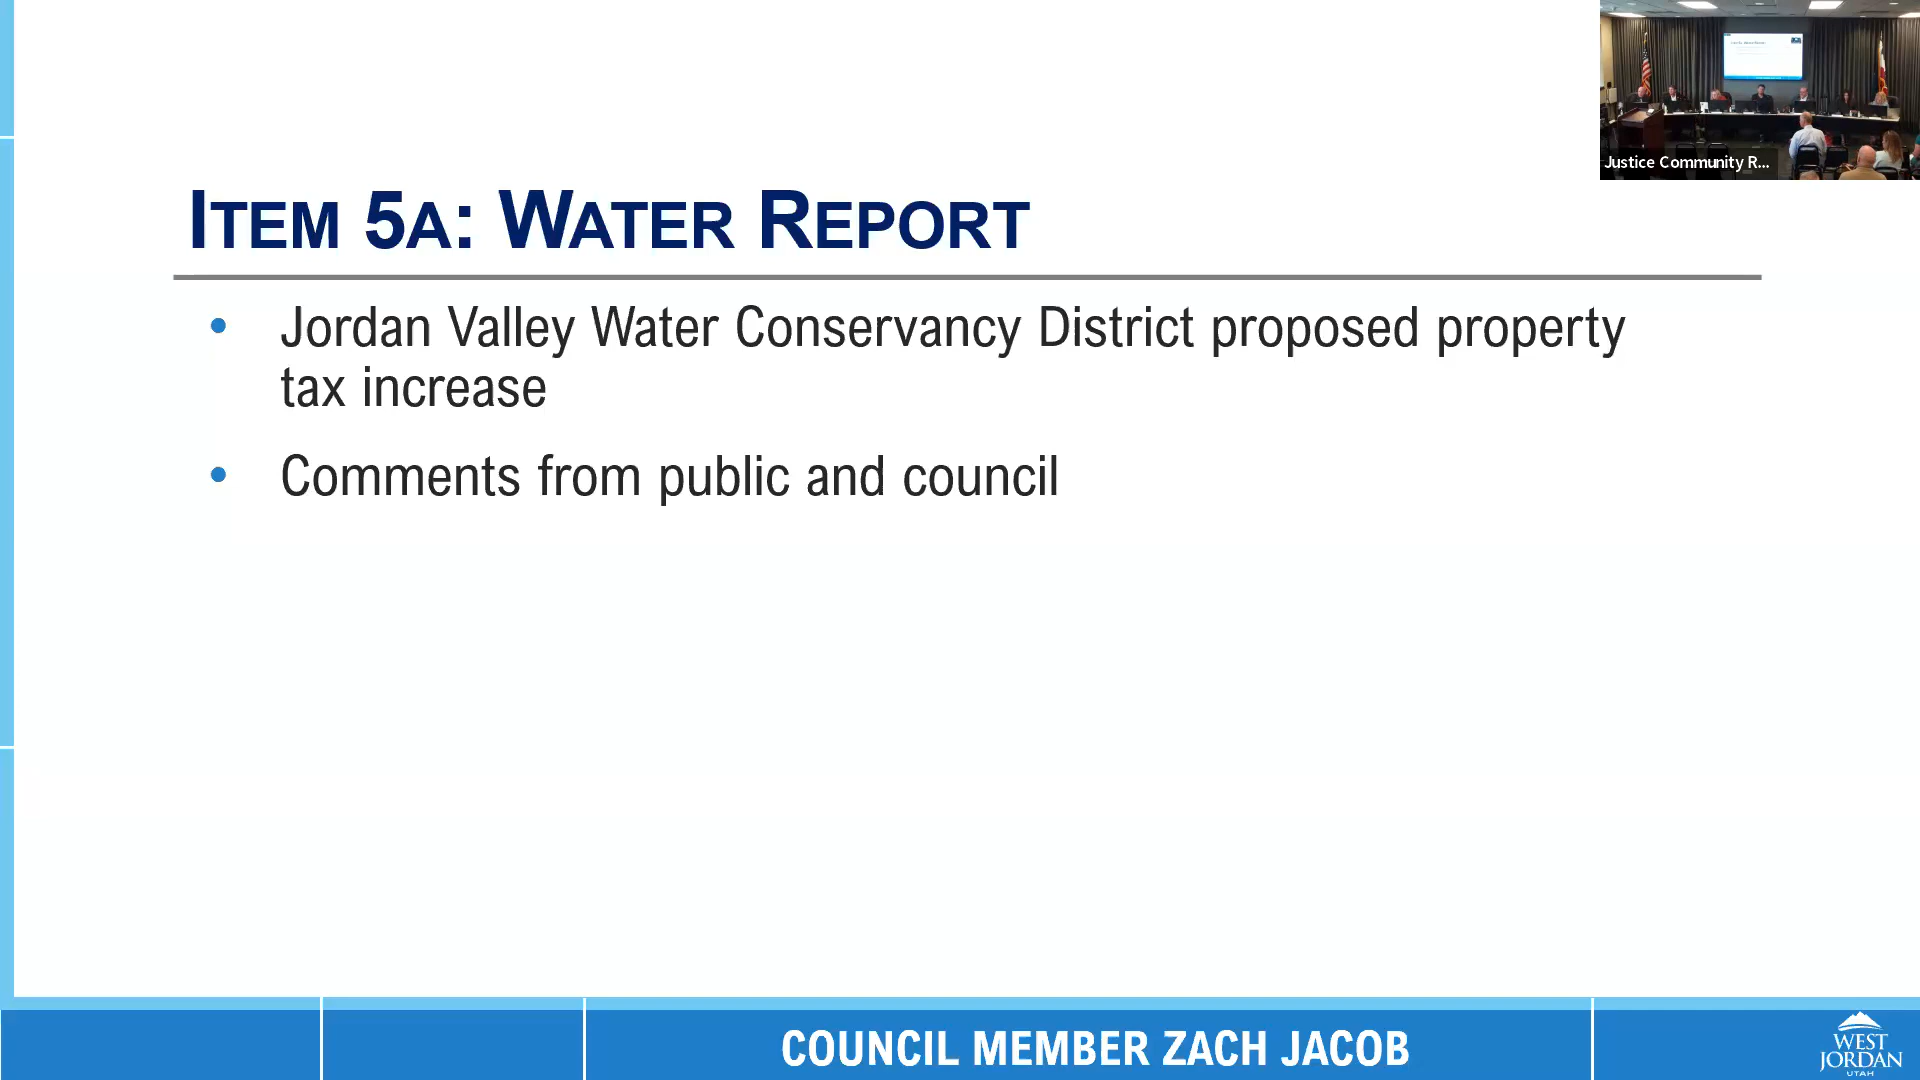 Justice Community R...
ITEM 5A: WATER REPORT
• Jordan Valley Water Conservancy District proposed property
tax increase
• Comments from public and council
COUNCIL MEMBER ZACH JACOB
WEST
JORDAN
UTAH